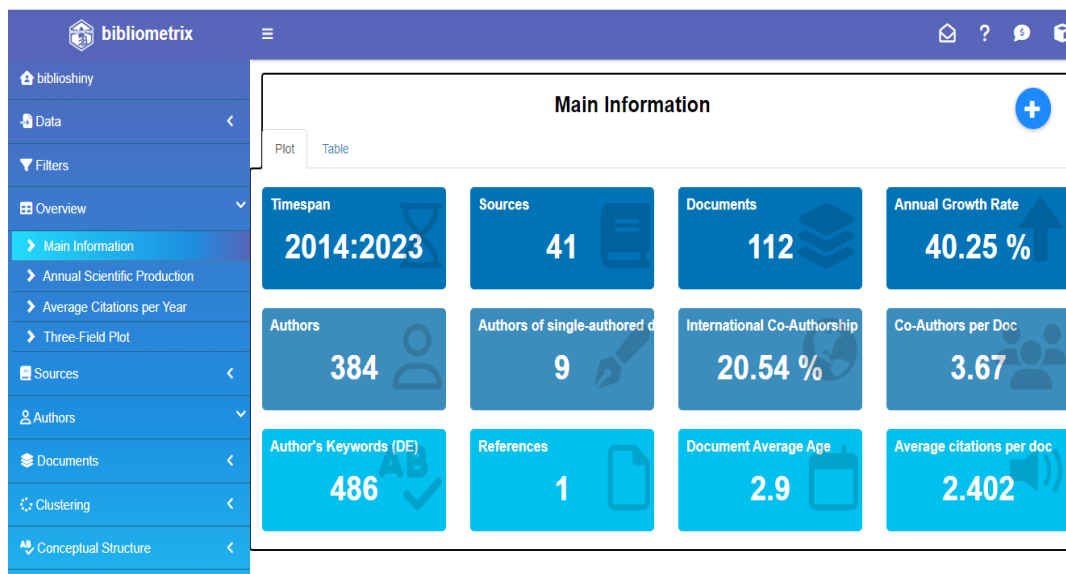 bibliometrix
?
biblioshiny
Data
Filters
Overview
Main Information
Annual Scientific Production
Average Citations per Year
Three-Field Plot
Sources
Authors
Documents
Clustering
Conceptual Structure
Main Information
Plot Table
Timespan
2014:2023
Sources
41
Documents
112
Annual Growth Rate
40.25 %
Authors
384
Authors of single-authored d
9
International Co-Authorship
20.54 %
Co-Authors per Doc
3.67
Author's Keywords (DE)
486
References
1
Document Average Age
2.9
Average citations per doc
2.402